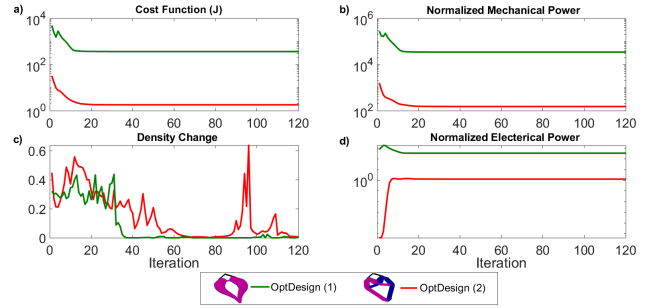 a) Cost Function (J)
10^4
10^2
10^0
0 20 40 60 80 100 120
b) Normalized Mechanical Power
10^6
10^4
10^2
0 20 40 60 80 100 120
c) Density Change
0.6
0.4
0.2
0
0 20 40 60 80 100 120
Iteration
d) Normalized Electerical Power
10^0
0 20 40 60 80 100 120
Iteration
OptDesign (1) OptDesign (2)